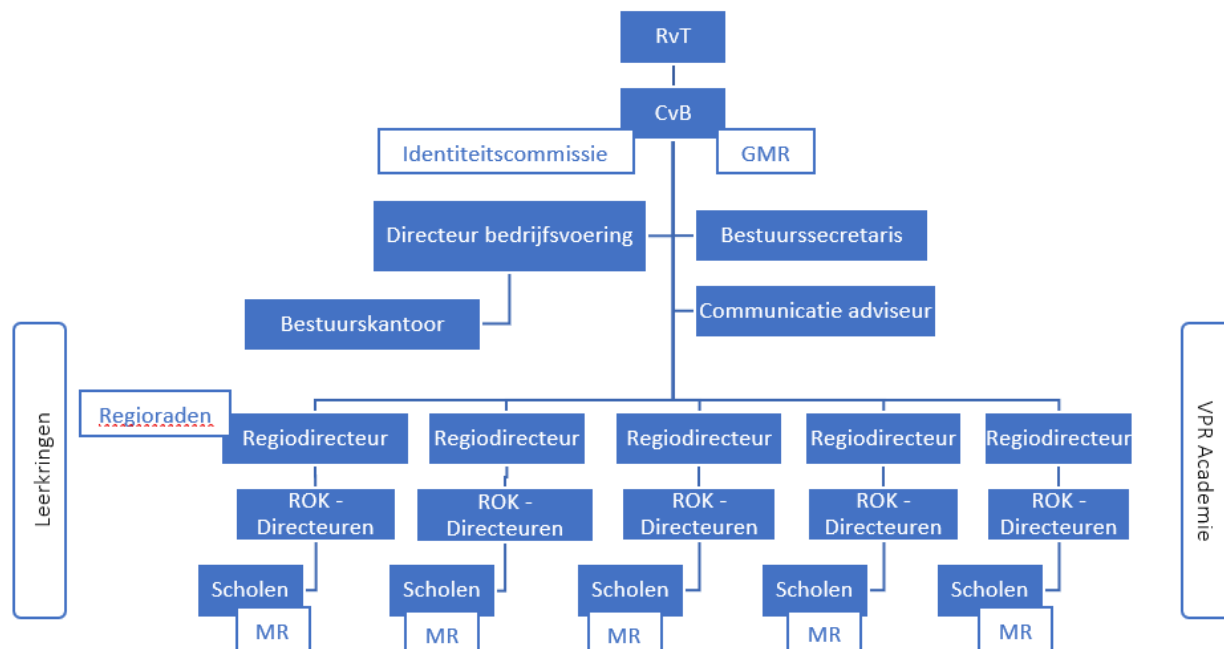 RvT
CvB
Identiteitscommissie
GMR
Directeur bedrijfsvoering
Bestuurssecretaris
Bestuurskantoor
Communicatie adviseur
Leerkringen
VPR Academie
Regioraden
Regiodirecteur
Regiodirecteur
Regiodirecteur
Regiodirecteur
Regiodirecteur
ROK -
Directeuren
ROK -
Directeuren
ROK -
Directeuren
ROK -
Directeuren
ROK -
Directeuren
Scholen
Scholen
Scholen
Scholen
Scholen
MR
MR
MR
MR
MR